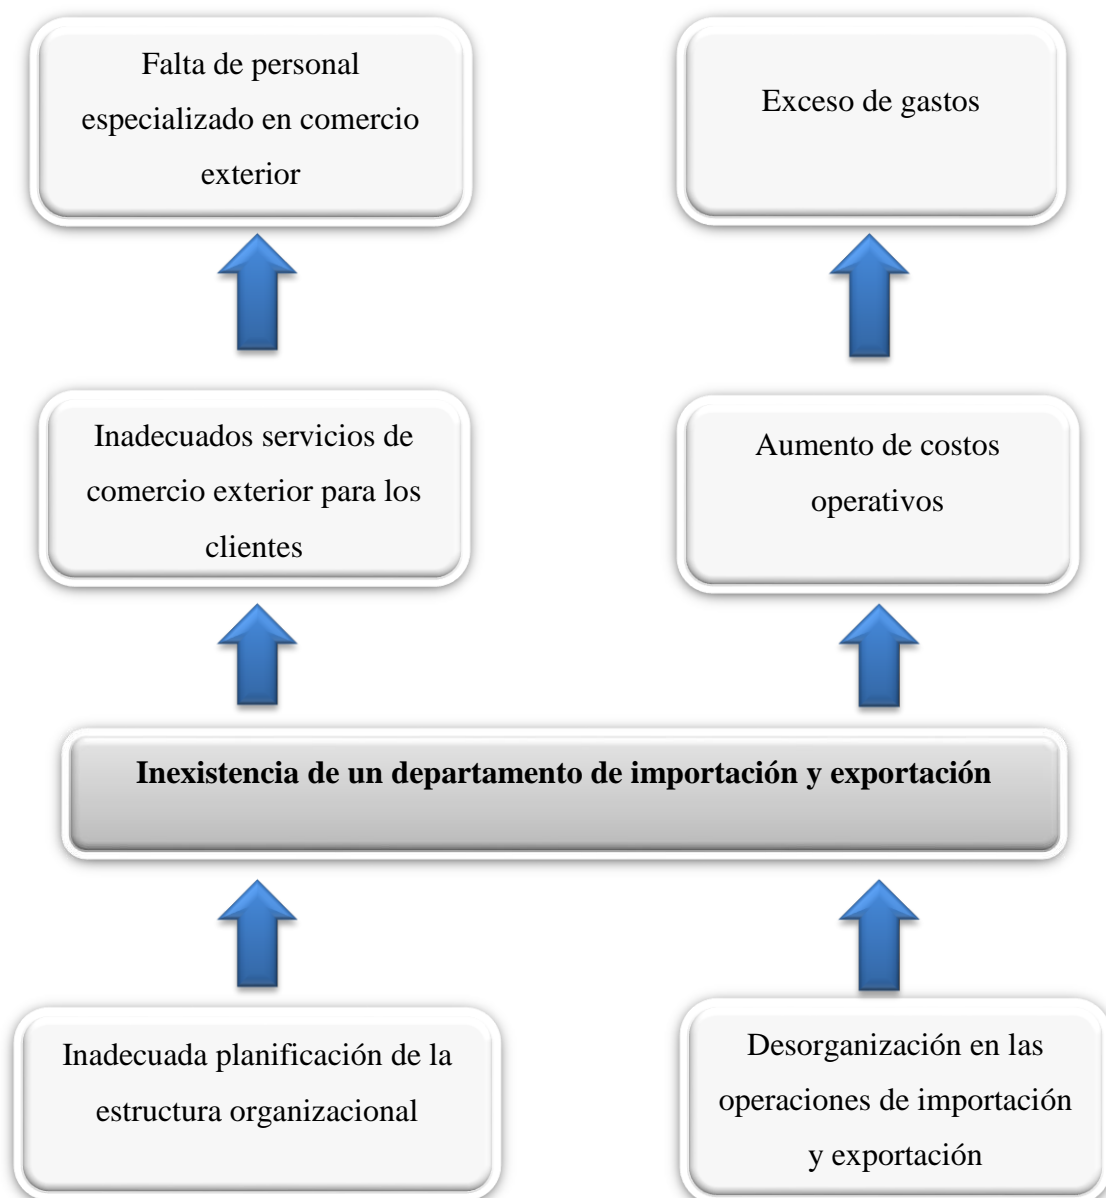 Falta de personal
especializado en comercio
exterior
Exceso de gastos
Inadecuados servicios de
comercio exterior para los
clientes
Aumento de costos
operativos
Inexistencia de un departamento de importación y exportación
Inadecuada planificación de la
estructura organizacional
Desorganización en las
operaciones de importación
y exportación